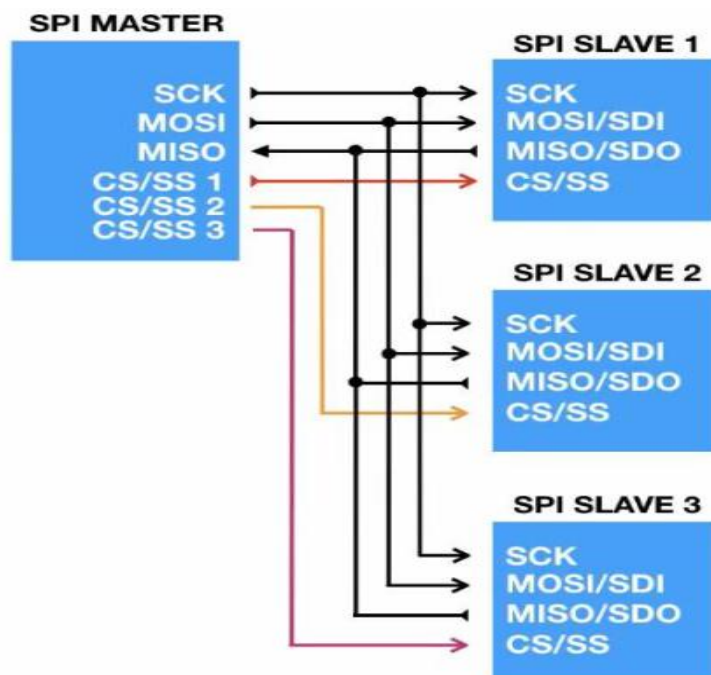 SPI MASTER
SCK
MOSI
MISO
CS/SS 1
CS/SS 2
CS/SS 3
SPI SLAVE 1
SCK
MOSI/SDI
MISO/SDO
CS/SS
SPI SLAVE 2
SCK
MOSI/SDI
MISO/SDO
CS/SS
SPI SLAVE 3
SCK
MOSI/SDI
MISO/SDO
CS/SS